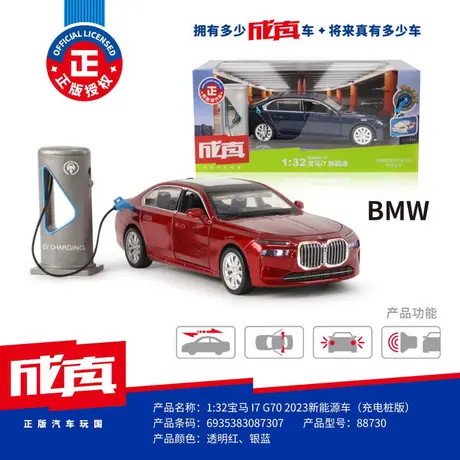 OFFICIAL LICENSED
正
正版授权
拥有多少 成真 车 + 将来真有多少车
成真
1:32宝马i7
BMW
EV CHARGING
产品功能
成真
正版汽车玩国
产品名称：1:32宝马 I7 G70 2023新能源车（充电桩版）
产品条码：6935383087307 产品型号：88730
产品颜色：透明红、银蓝